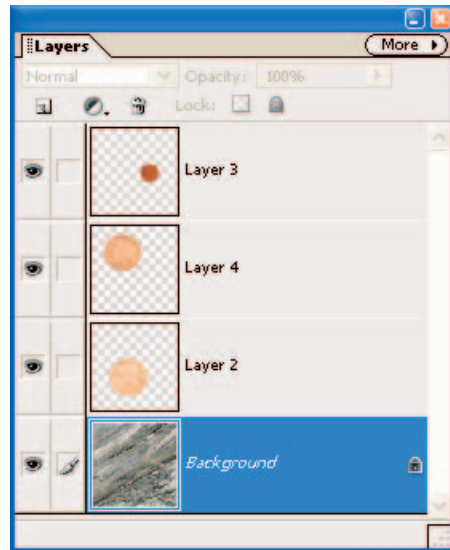 Layers More
Normal Opacity: 100%
Lock:
Layer 3
Layer 4
Layer 2
Background